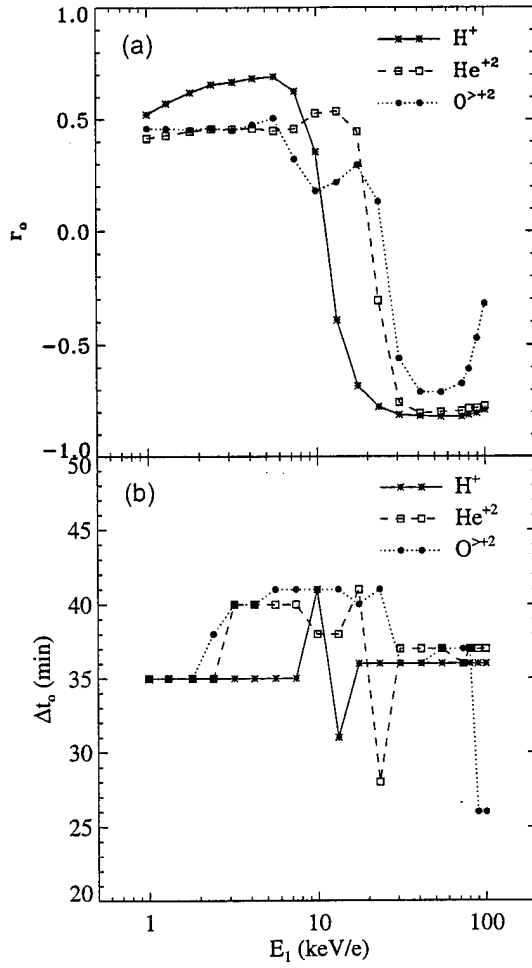 1.0
(a)
H+
He+2
O>+2
0.5
0.0
r₀
-0.5
-1.0
50
(b)
H+
He+2
O>+2
45
40
35
30
25
20
Δt₀ (min)
1 10 100
E₁ (keV/e)